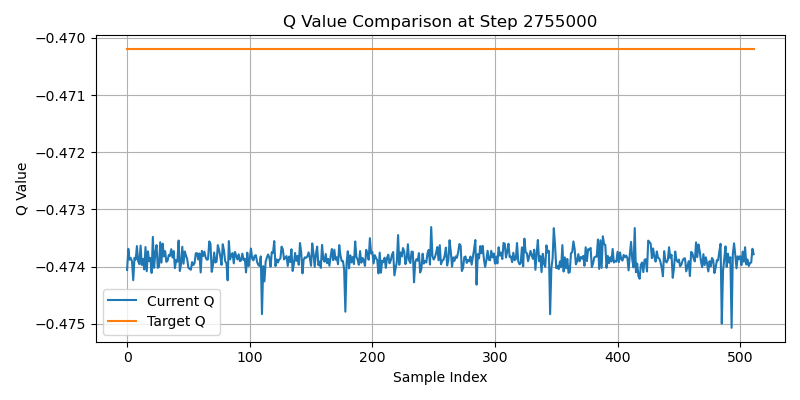 Q Value Comparison at Step 2755000
−0.470
−0.471
−0.472
−0.473
−0.474
−0.475
Q Value
Current Q
Target Q
0 100 200 300 400 500
Sample Index